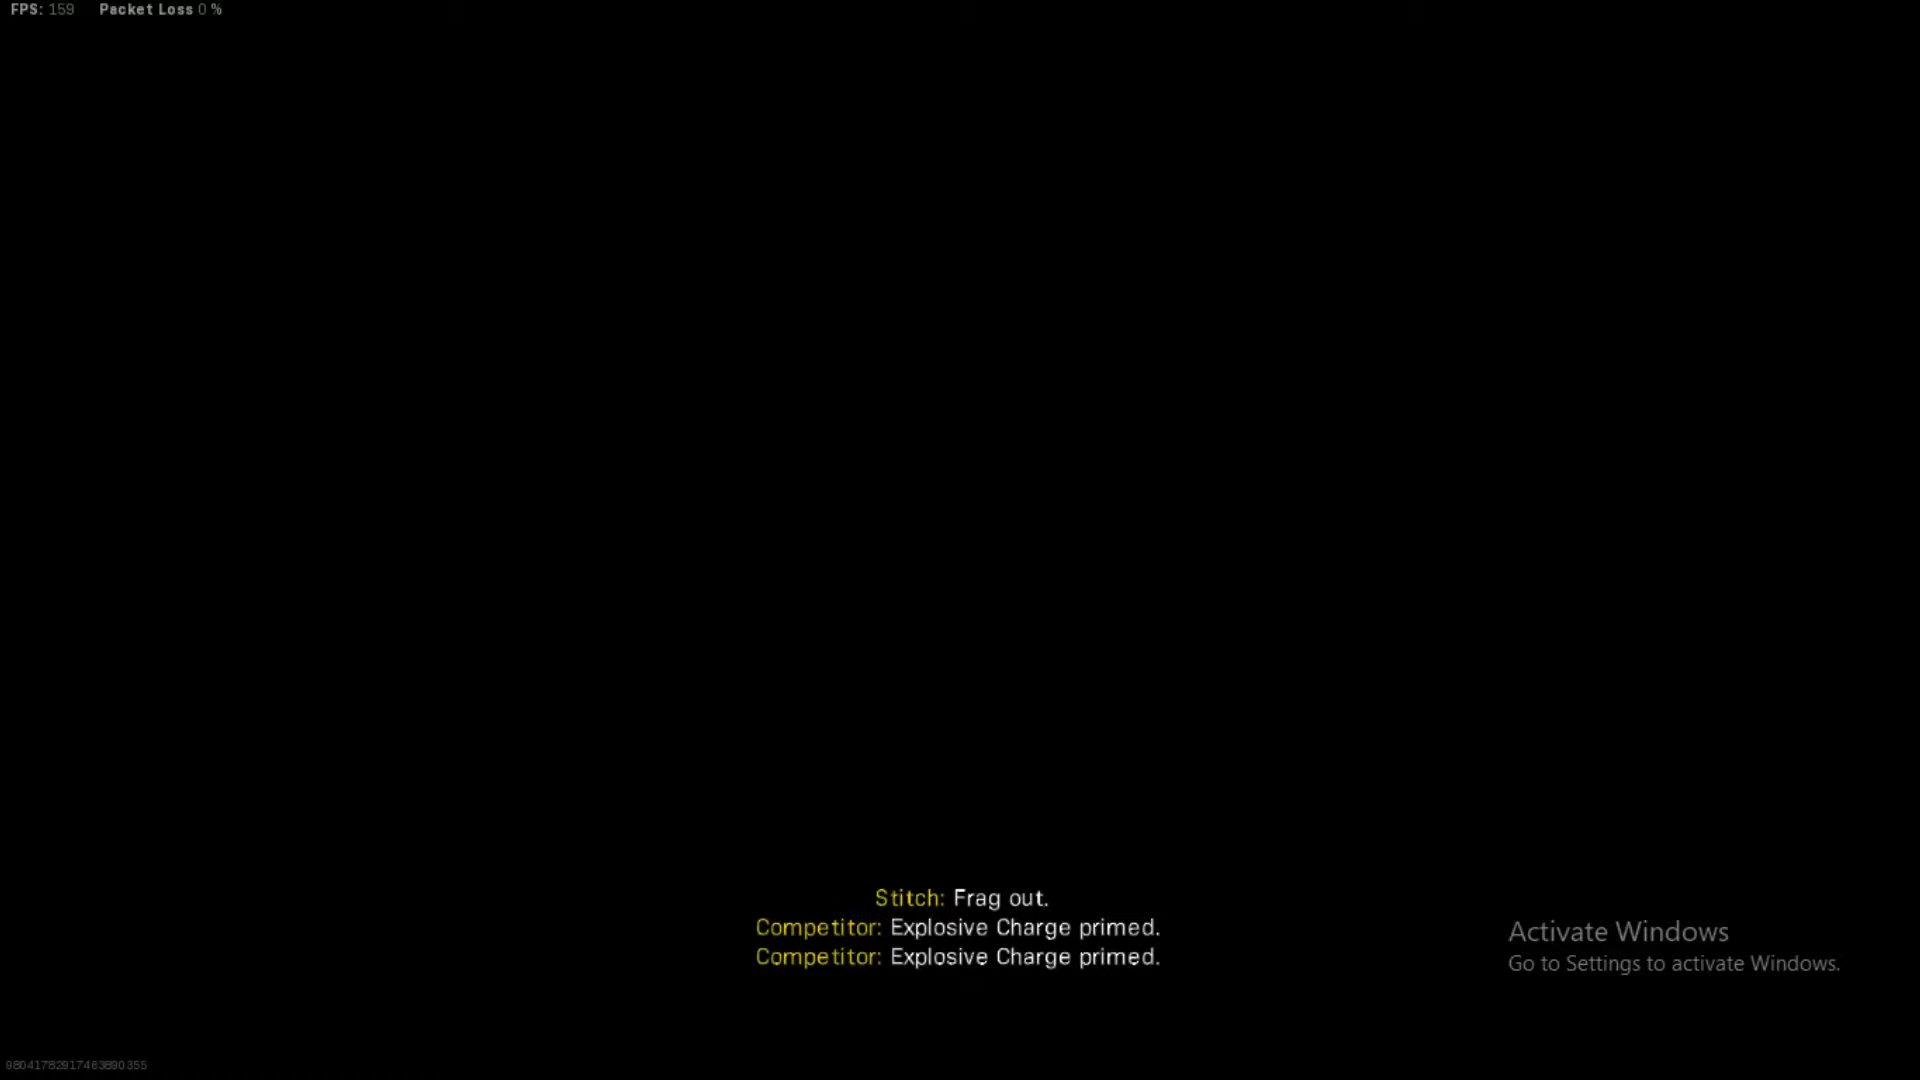 FPS: 159 Packet Loss 0 %
Stitch: Frag out.
Competitor: Explosive Charge primed.
Competitor: Explosive Charge primed.
Activate Windows
Go to Settings to activate Windows.
98041782917463890355